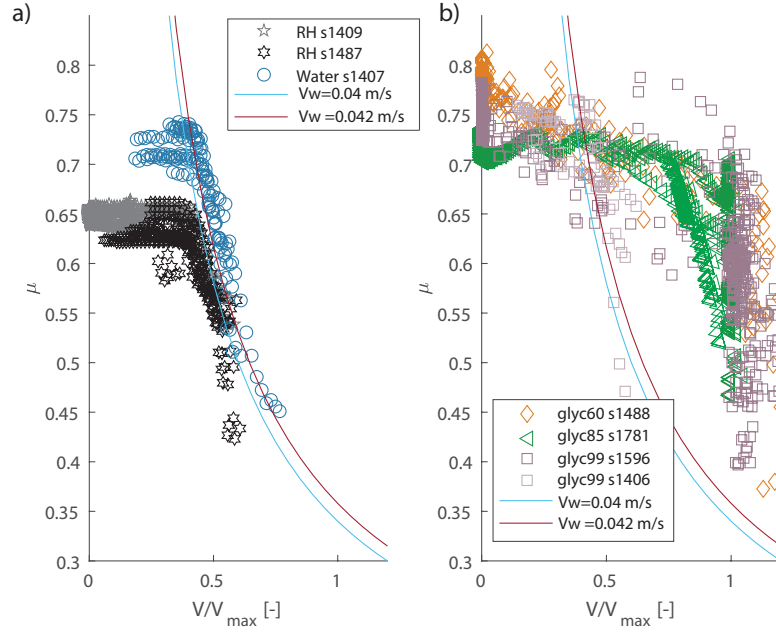 a)
RH s1409
RH s1487
Water s1407
Vw=0.04 m/s
Vw =0.042 m/s
0.8
0.75
0.7
0.65
0.6
0.55
0.5
0.45
0.4
0.35
0.3
μ
0
0.5
1
V/Vmax [-]
b)
0.8
0.75
0.7
0.65
0.6
0.55
0.5
0.45
0.4
0.35
0.3
μ
glyc60 s1488
glyc85 s1781
glyc99 s1596
glyc99 s1406
Vw=0.04 m/s
Vw=0.042 m/s
0
0.5
1
V/Vmax [-]